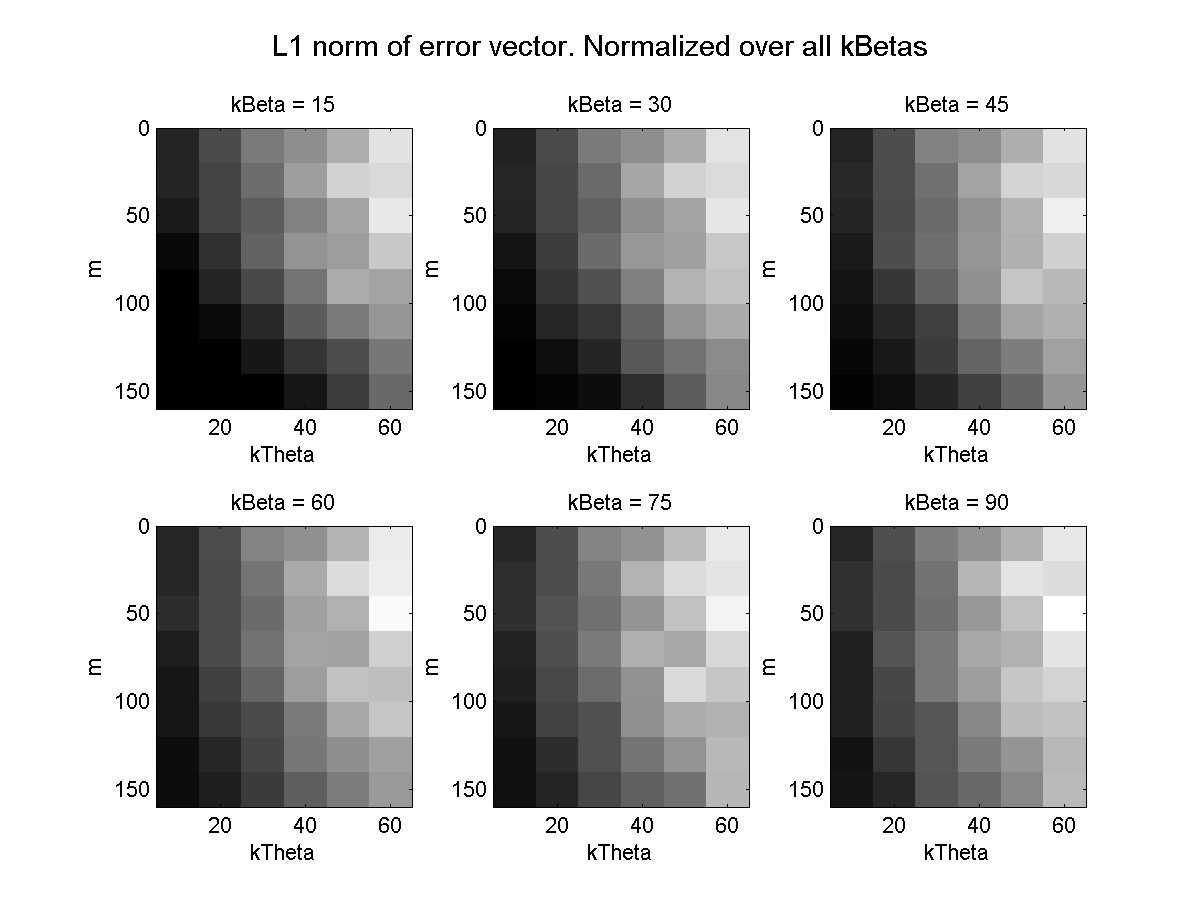 L1 norm of error vector. Normalized over all kBetas
kBeta = 15
0
50
100
150
m
20 40 60
kTheta
kBeta = 30
0
50
100
150
m
20 40 60
kTheta
kBeta = 45
0
50
100
150
m
20 40 60
kTheta
kBeta = 60
0
50
100
150
m
20 40 60
kTheta
kBeta = 75
0
50
100
150
m
20 40 60
kTheta
kBeta = 90
0
50
100
150
m
20 40 60
kTheta